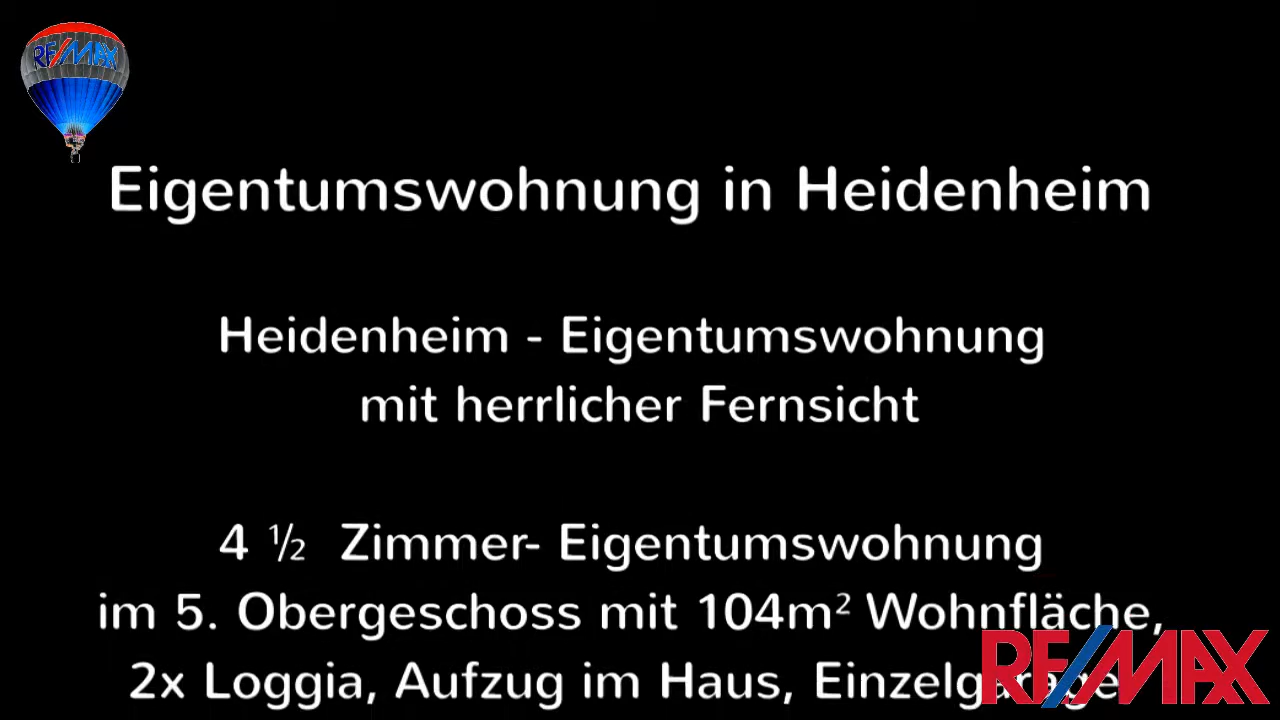 RE/MAX
Eigentumswohnung in Heidenheim
Heidenheim - Eigentumswohnung
mit herrlicher Fernsicht
4 ½ Zimmer- Eigentumswohnung
im 5. Obergeschoss mit 104m² Wohnfläche,
2x Loggia, Aufzug im Haus, Einzelgarage
RE/MAX